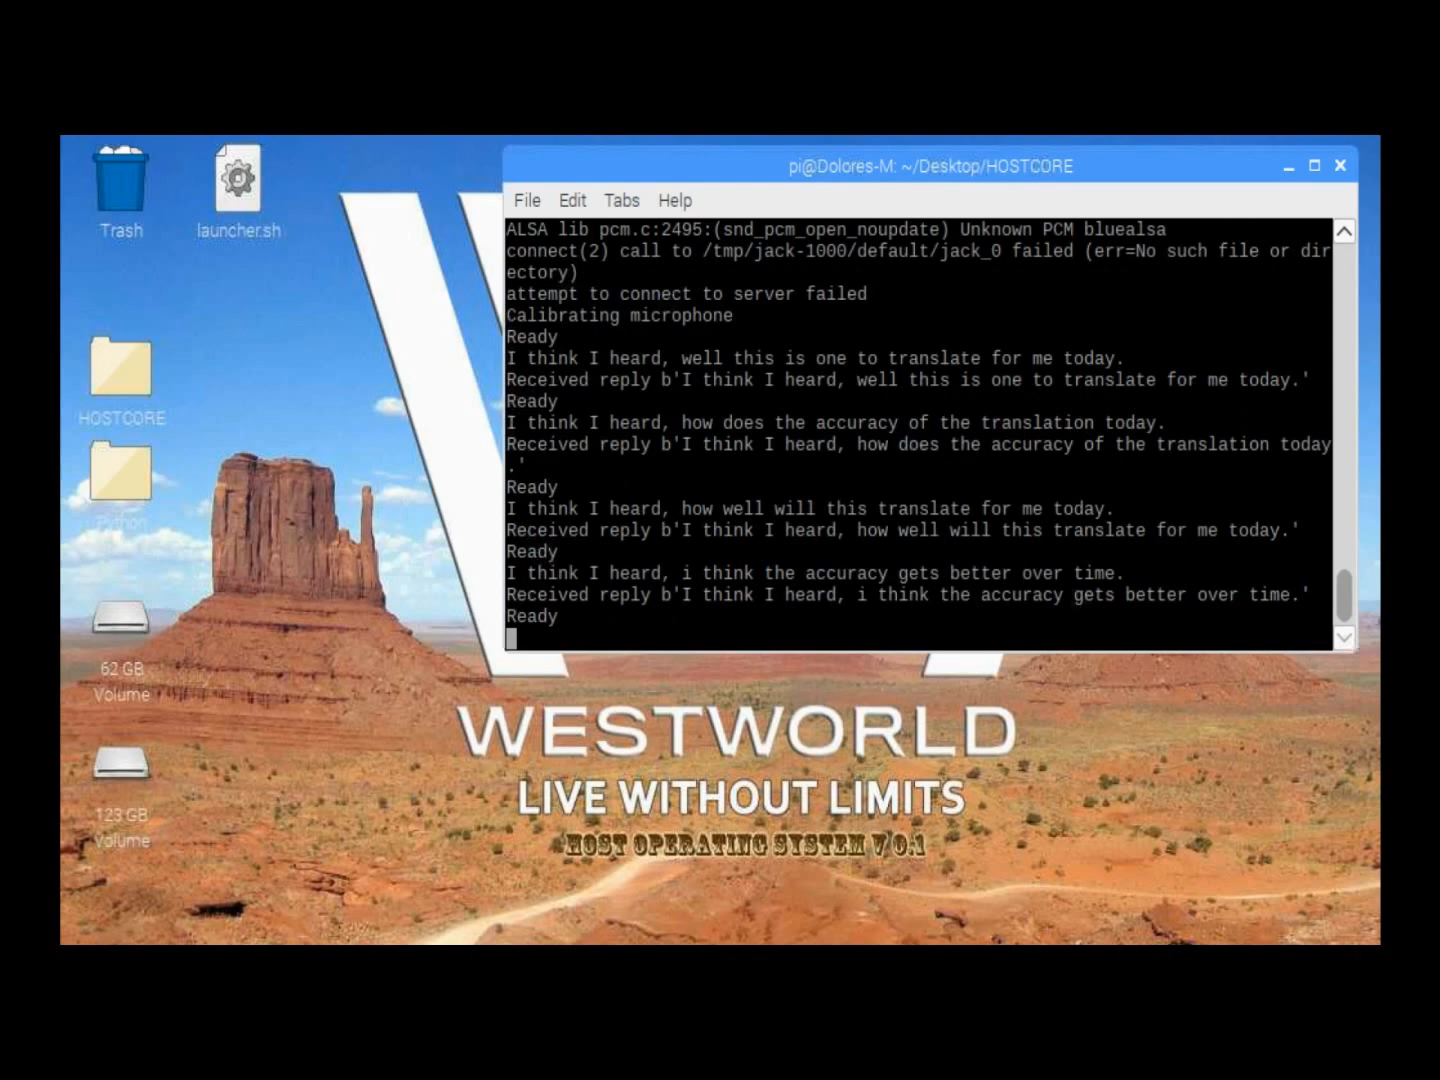 Trash
launcher.sh
HOSTCORE
Python
62 GB
Volume
123 GB
Volume
pi@Dolores-M: ~/Desktop/HOSTCORE
File Edit Tabs Help
ALSA lib pcm.c:2495:(snd_pcm_open_noupdate) Unknown PCM bluealsa
connect(2) call to /tmp/jack-1000/default/jack_0 failed (err=No such file or dir
ectory)
attempt to connect to server failed
Calibrating microphone
Ready
I think I heard, well this is one to translate for me today.
Received reply b'I think I heard, well this is one to translate for me today.'
Ready
I think I heard, how does the accuracy of the translation today.
Received reply b'I think I heard, how does the accuracy of the translation today
.'
Ready
I think I heard, how well will this translate for me today.
Received reply b'I think I heard, how well will this translate for me today.'
Ready
I think I heard, i think the accuracy gets better over time.
Received reply b'I think I heard, i think the accuracy gets better over time.'
Ready
WESTWORLD
LIVE WITHOUT LIMITS
HOST OPERATING SYSTEM V 0.1